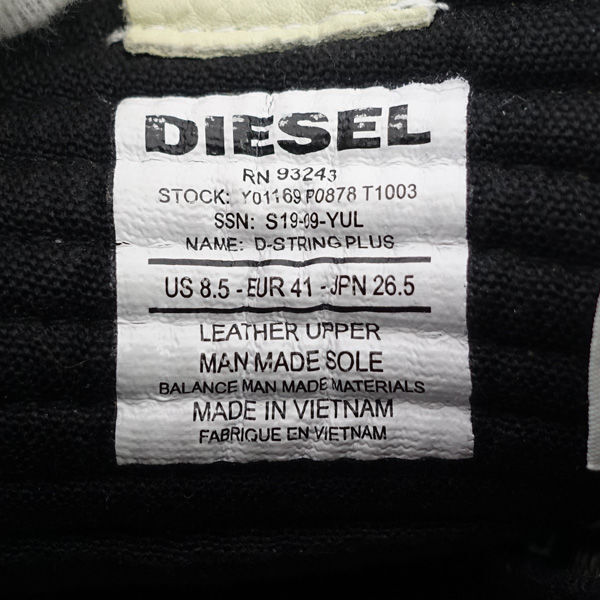 DIESEL
RN 93243
STOCK: Y01169 P0878 T1003
SSN: S19-09-YUL
NAME: D-STRING PLUS
US 8.5 - EUR 41 - JPN 26.5
LEATHER UPPER
MAN MADE SOLE
BALANCE MAN MADE MATERIALS
MADE IN VIETNAM
FABRIQUE EN VIETNAM